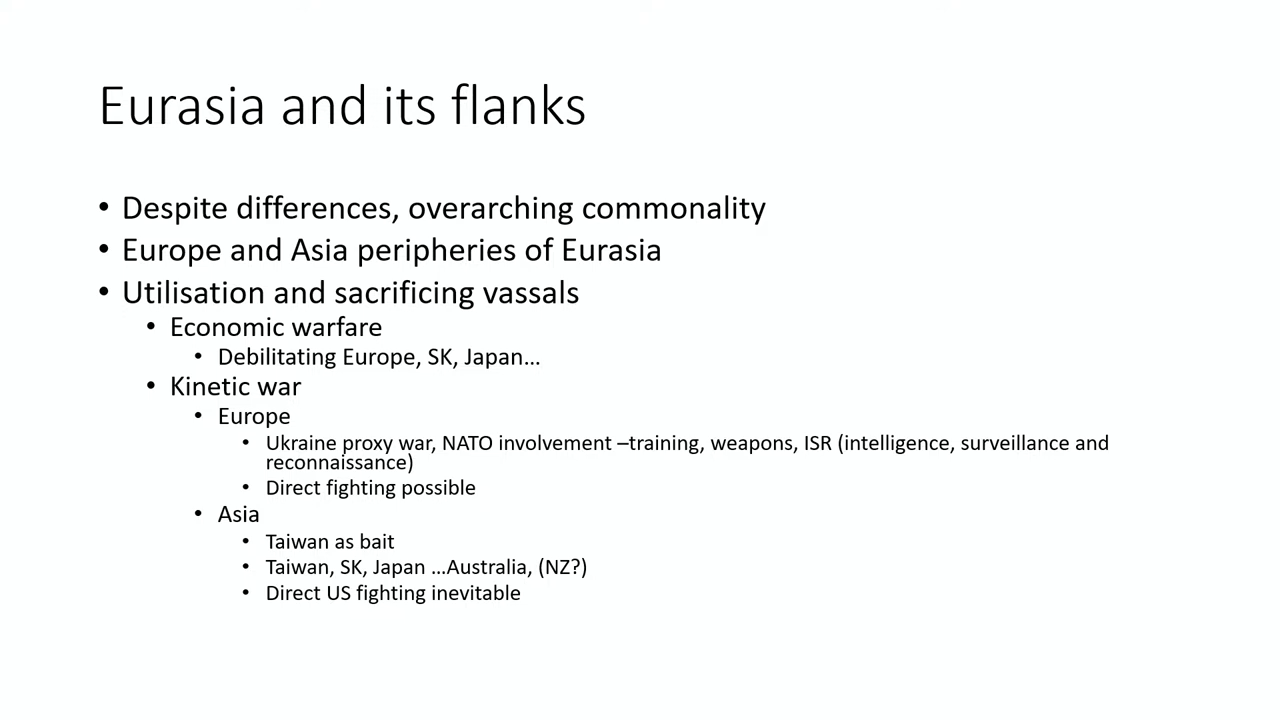 Eurasia and its flanks
• Despite differences, overarching commonality
• Europe and Asia peripheries of Eurasia
• Utilisation and sacrificing vassals
• Economic warfare
• Debilitating Europe, SK, Japan…
• Kinetic war
• Europe
• Ukraine proxy war, NATO involvement –training, weapons, ISR (intelligence, surveillance and
reconnaissance)
• Direct fighting possible
• Asia
• Taiwan as bait
• Taiwan, SK, Japan …Australia, (NZ?)
• Direct US fighting inevitable